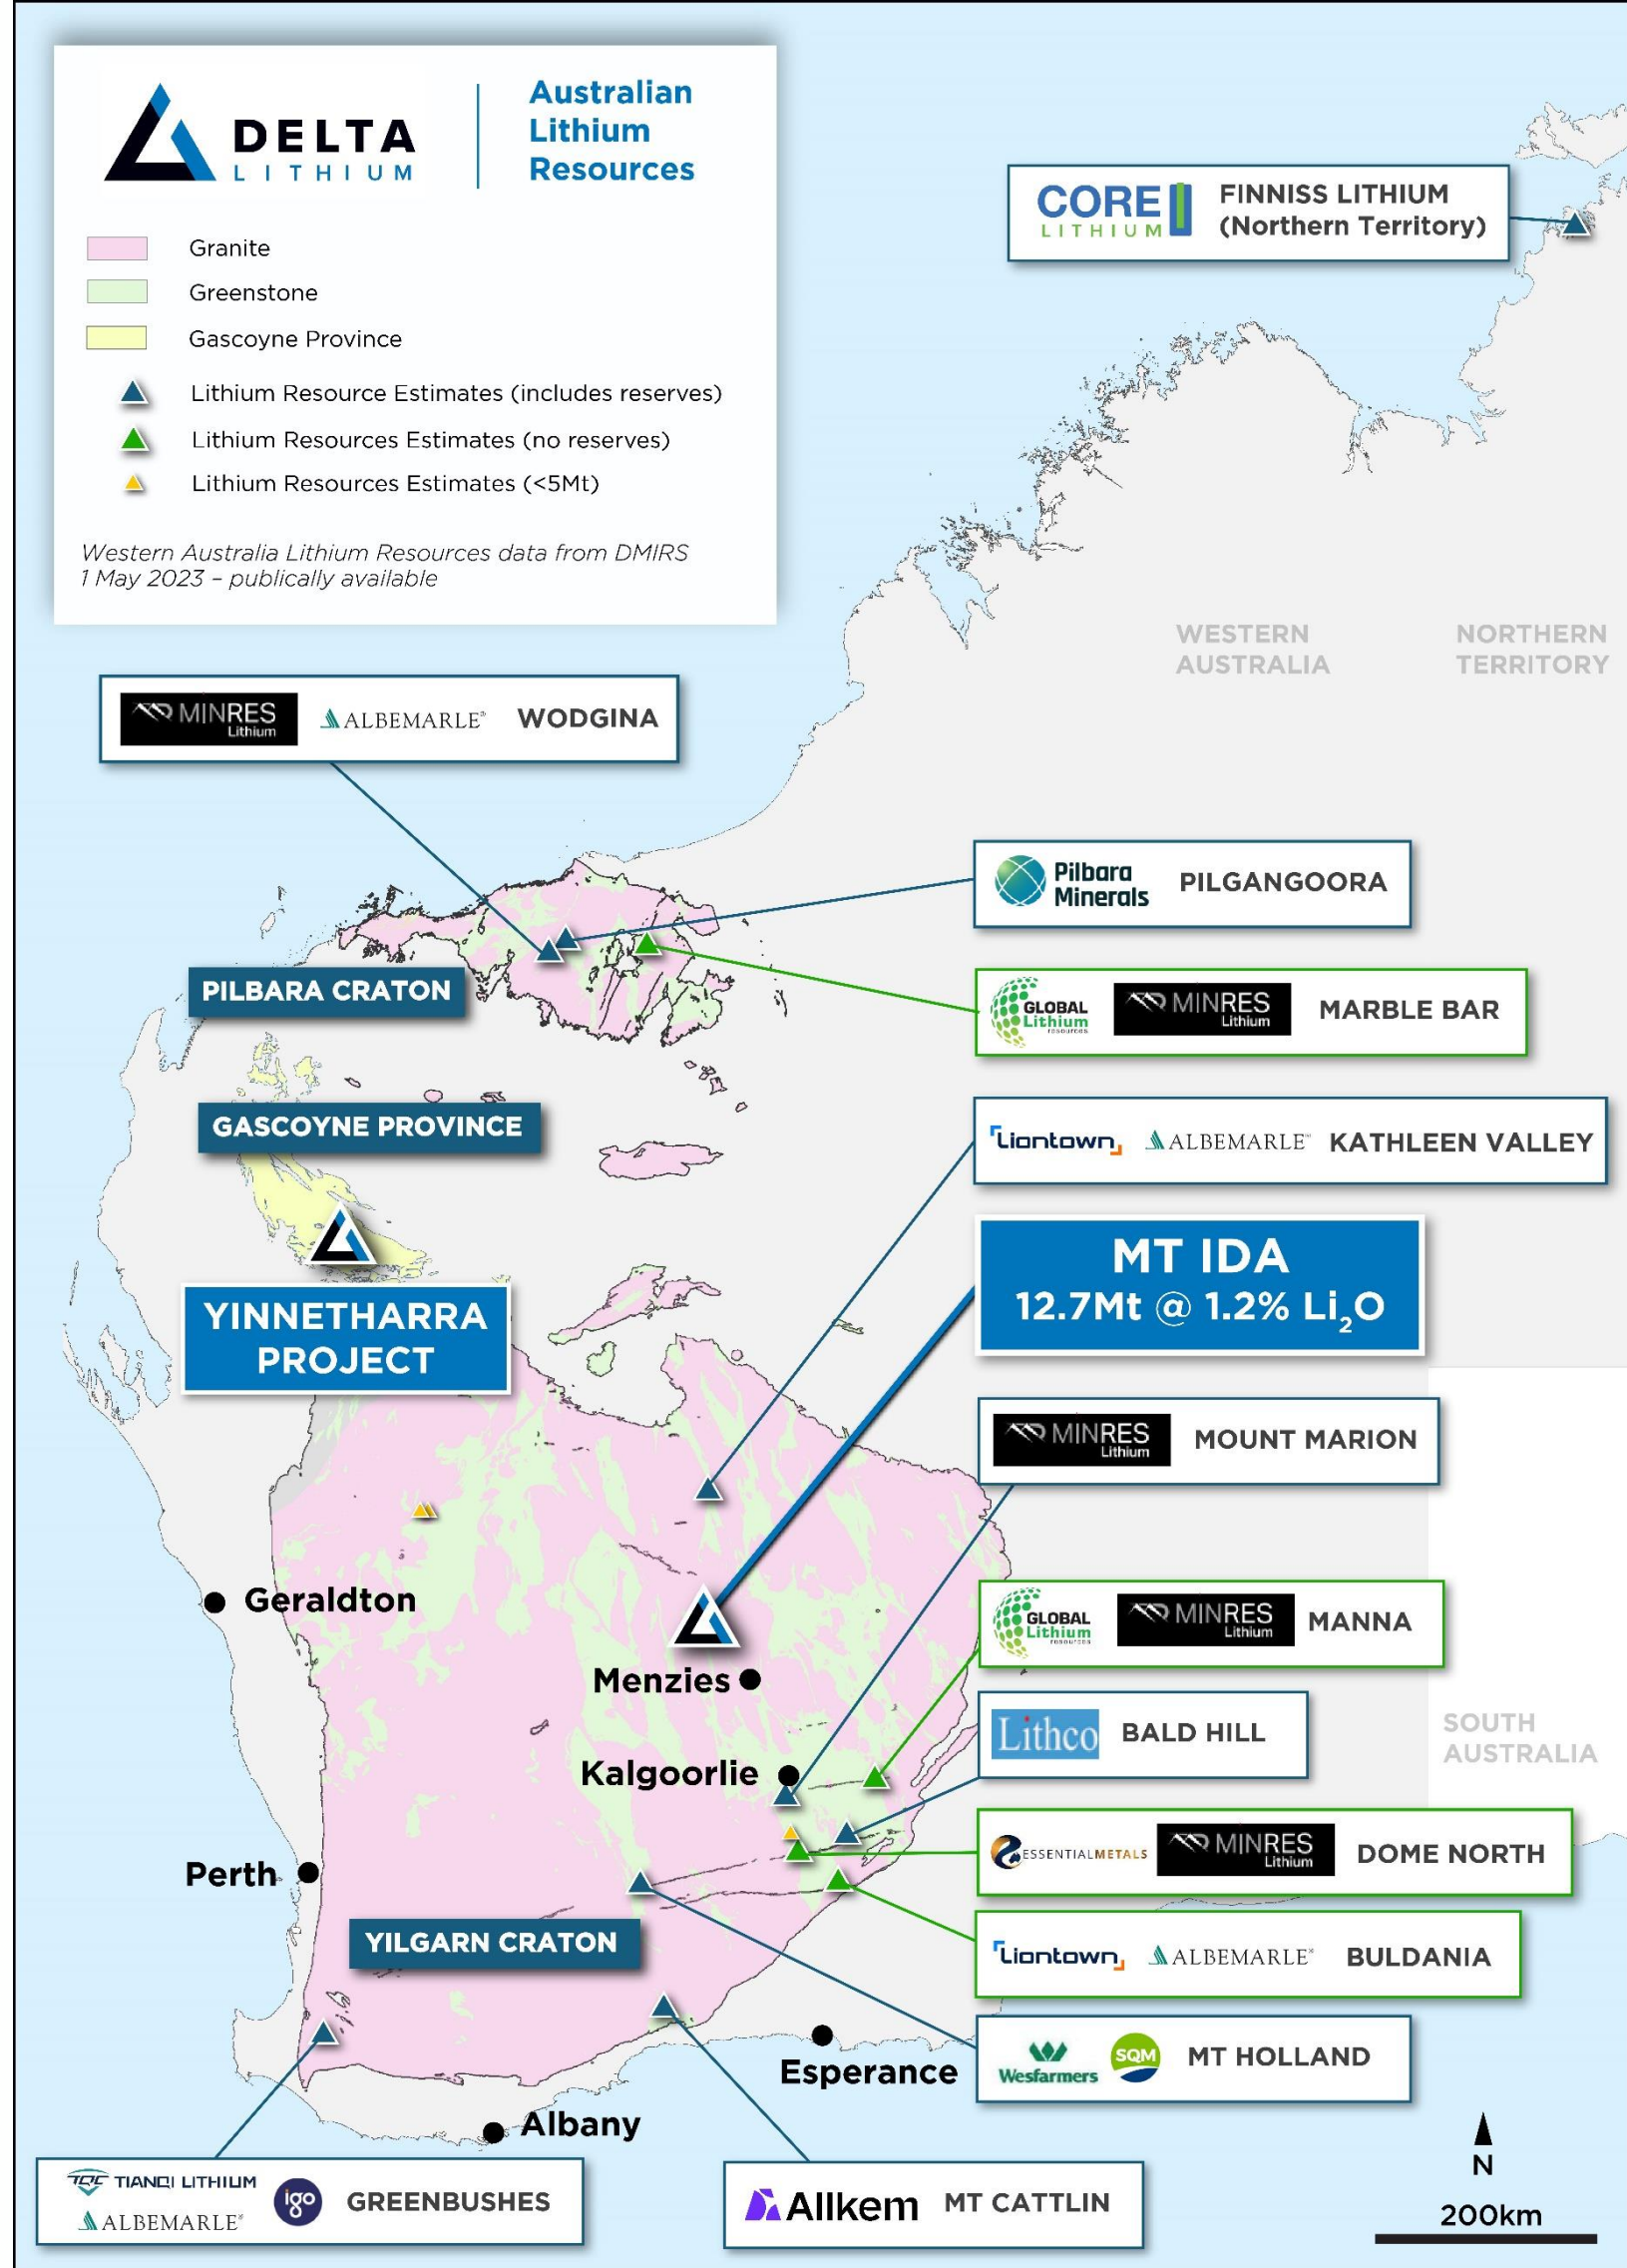 DELTA
LITHIUM
Australian
Lithium
Resources
Granite
Greenstone
Gascoyne Province
Lithium Resource Estimates (includes reserves)
Lithium Resources Estimates (no reserves)
Lithium Resources Estimates (<5Mt)
Western Australia Lithium Resources data from DMIRS
1 May 2023 – publically available
CORE
LITHIUM
FINNISS LITHIUM
(Northern Territory)
WESTERN
AUSTRALIA
NORTHERN
TERRITORY
MINRES
Lithium
ALBEMARLE®
WODGINA
Pilbara
Minerals
PILGANGOORA
PILBARA CRATON
GLOBAL
Lithium
resources
MINRES
Lithium
MARBLE BAR
GASCOYNE PROVINCE
Liontown
ALBEMARLE™
KATHLEEN VALLEY
MT IDA
12.7Mt @ 1.2% Li₂O
YINNETHARRA
PROJECT
MINRES
Lithium
MOUNT MARION
Geraldton
GLOBAL
Lithium
resources
MINRES
Lithium
MANNA
Menzies
Lithco
BALD HILL
SOUTH
AUSTRALIA
Kalgoorlie
ESSENTIALMETALS
MINRES
Lithium
DOME NORTH
Perth
YILGARN CRATON
Liontown
ALBEMARLE®
BULDANIA
Wesfarmers
SQM
MT HOLLAND
Esperance
Albany
TQC TIANQI LITHIUM
ALBEMARLE®
igo
GREENBUSHES
Allkem
MT CATTLIN
N
200km